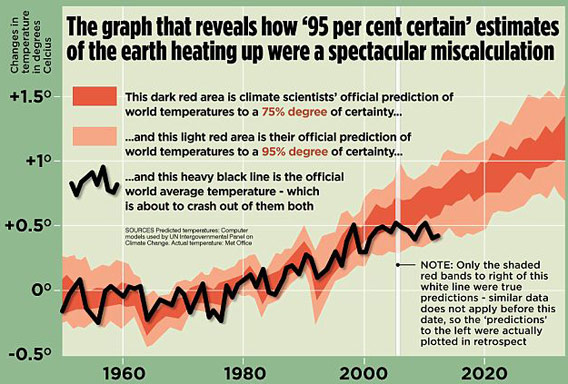 Changes in
temperature
in degrees
Celcius
The graph that reveals how ‘95 per cent certain’ estimates
of the earth heating up were a spectacular miscalculation
+1.5º
This dark red area is climate scientists’ official prediction of
world temperatures to a 75% degree of certainty...
...and this light red area is their official prediction of
world temperatures to a 95% degree of certainty...
+1º
...and this heavy black line is the official
world average temperature - which
is about to crash out of them both
+0.5º
SOURCES Predicted temperatures: Computer
models used by UN Intergovernmental Panel on
Climate Change. Actual temperature: Met Office
NOTE: Only the shaded
red bands to right of this
white line were true
predictions - similar data
does not apply before this
date, so the ‘predictions’
to the left were actually
plotted in retrospect
0º
-0.5º
1960 1980 2000 2020